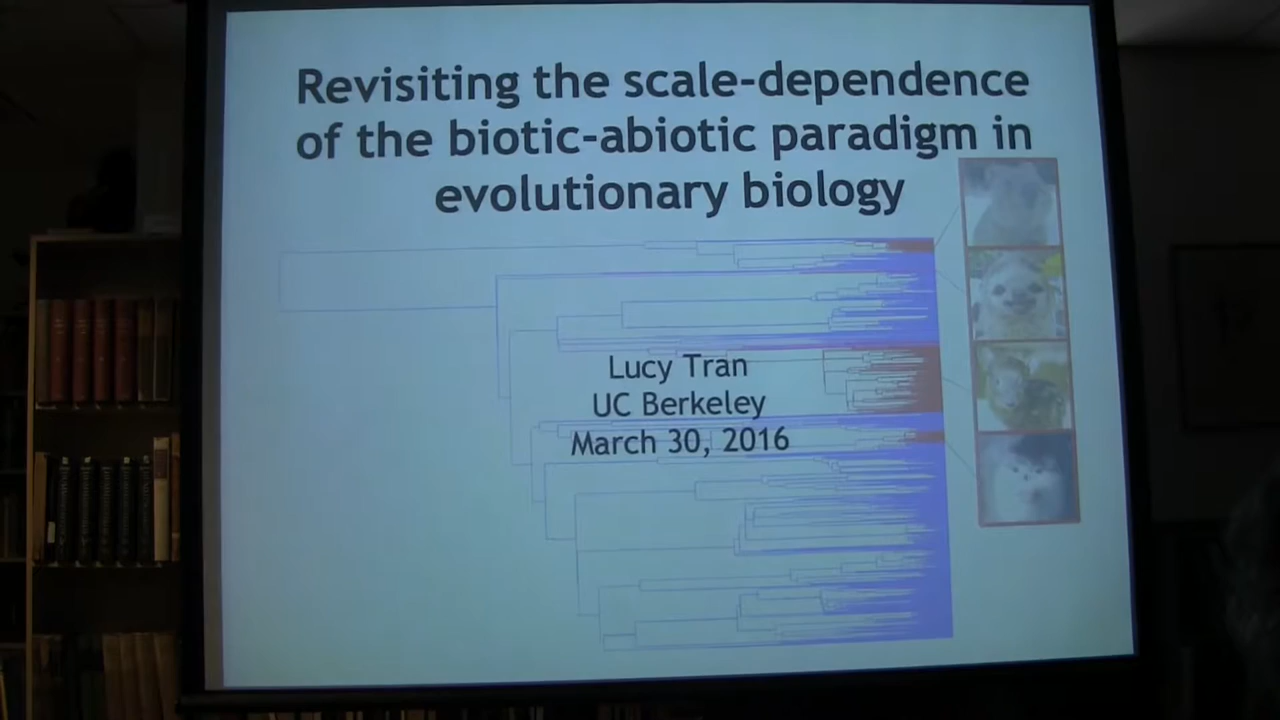 Revisiting the scale-dependence
of the biotic-abiotic paradigm in
evolutionary biology
Lucy Tran
UC Berkeley
March 30, 2016